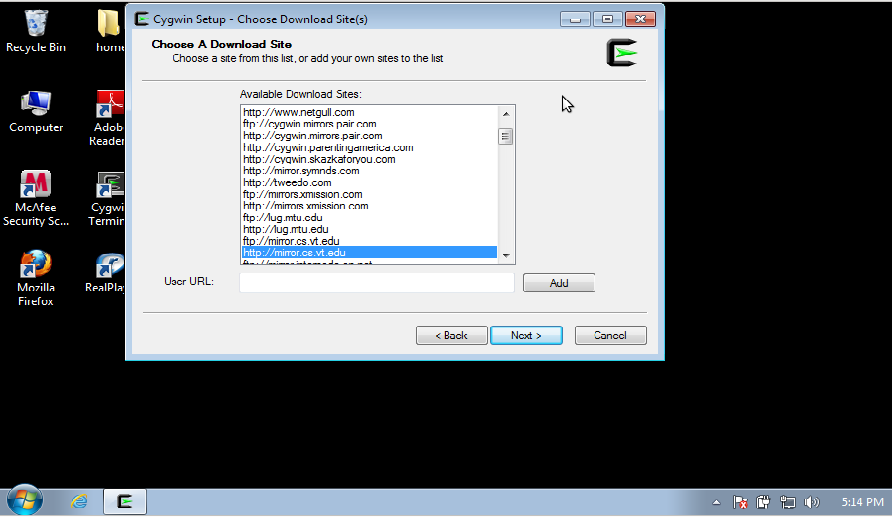 Cygwin Setup - Choose Download Site(s)
Choose A Download Site
Choose a site from this list, or add your own sites to the list
Available Download Sites:
http://www.netgull.com
ftp://cygwin.mirrors.pair.com
http://cygwin.mirrors.pair.com
http://cygwin.parentingamerica.com
http://cygwin.skazkaforyou.com
http://mirror.symnds.com
http://tweedo.com
ftp://mirrors.xmission.com
http://mirrors.xmission.com
ftp://lug.mtu.edu
http://lug.mtu.edu
ftp://mirror.cs.vt.edu
http://mirror.cs.vt.edu
User URL:
Add
< Back
Next >
Cancel
Recycle Bin
home
Computer
Adob
Reader
McAfee
Security Sc...
Cygwi
Termin
Mozilla
Firefox
RealPlay
5:14 PM